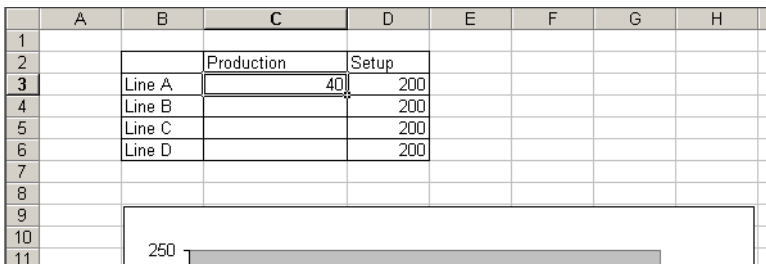 A B C D E F G H
1
2 Production Setup
3 Line A 40 200
4 Line B 200
5 Line C 200
6 Line D 200
7
8
9
10
250
11